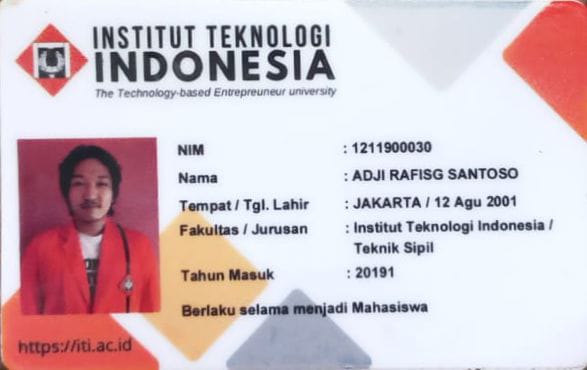 INSTITUT TEKNOLOGI
INDONESIA
The Technology-based Entrepreuneur university
NIM : 1211900030
Nama : ADJI RAFISG SANTOSO
Tempat / Tgl. Lahir : JAKARTA / 12 Agu 2001
Fakultas / Jurusan : Institut Teknologi Indonesia /
Teknik Sipil
Tahun Masuk : 20191
Berlaku selama menjadi Mahasiswa
https://iti.ac.id